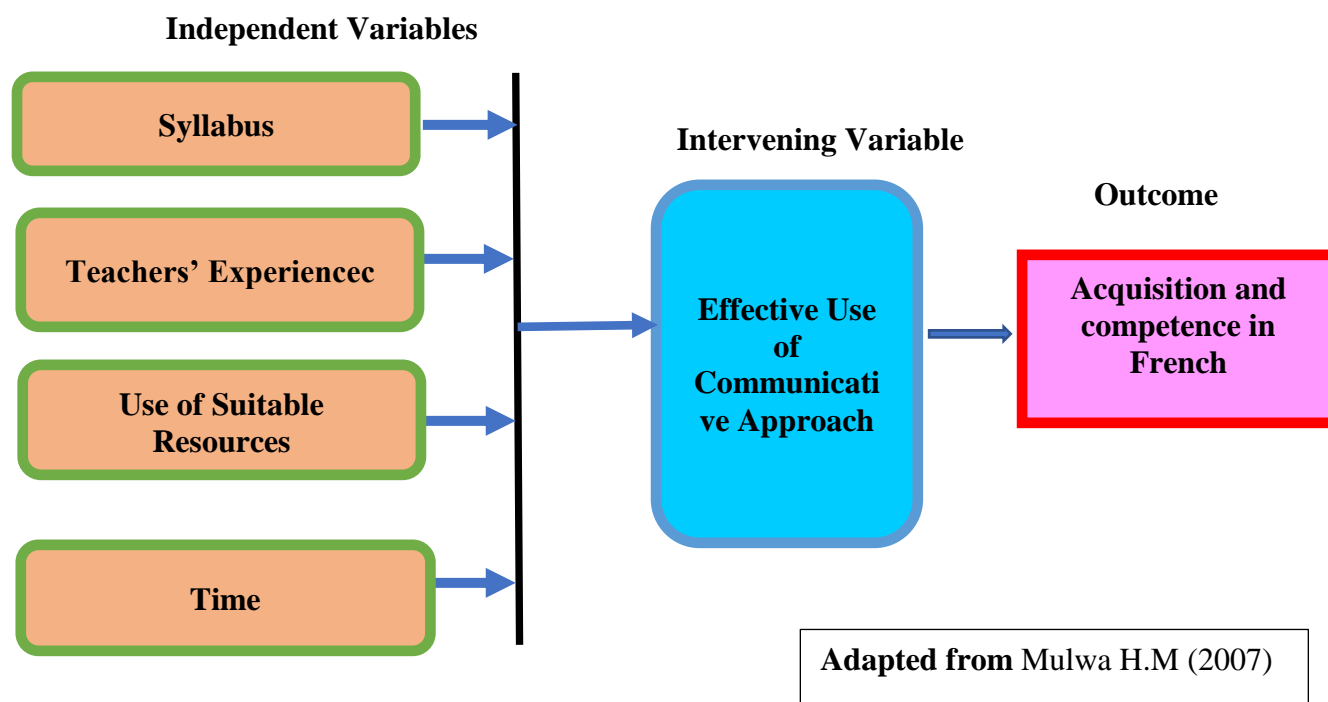 Independent Variables
Syllabus
Teachers’ Experiencec
Use of Suitable
Resources
Time
Intervening Variable
Effective Use
of
Communicati
ve Approach
Outcome
Acquisition and
competence in
French
Adapted from Mulwa H.M (2007)